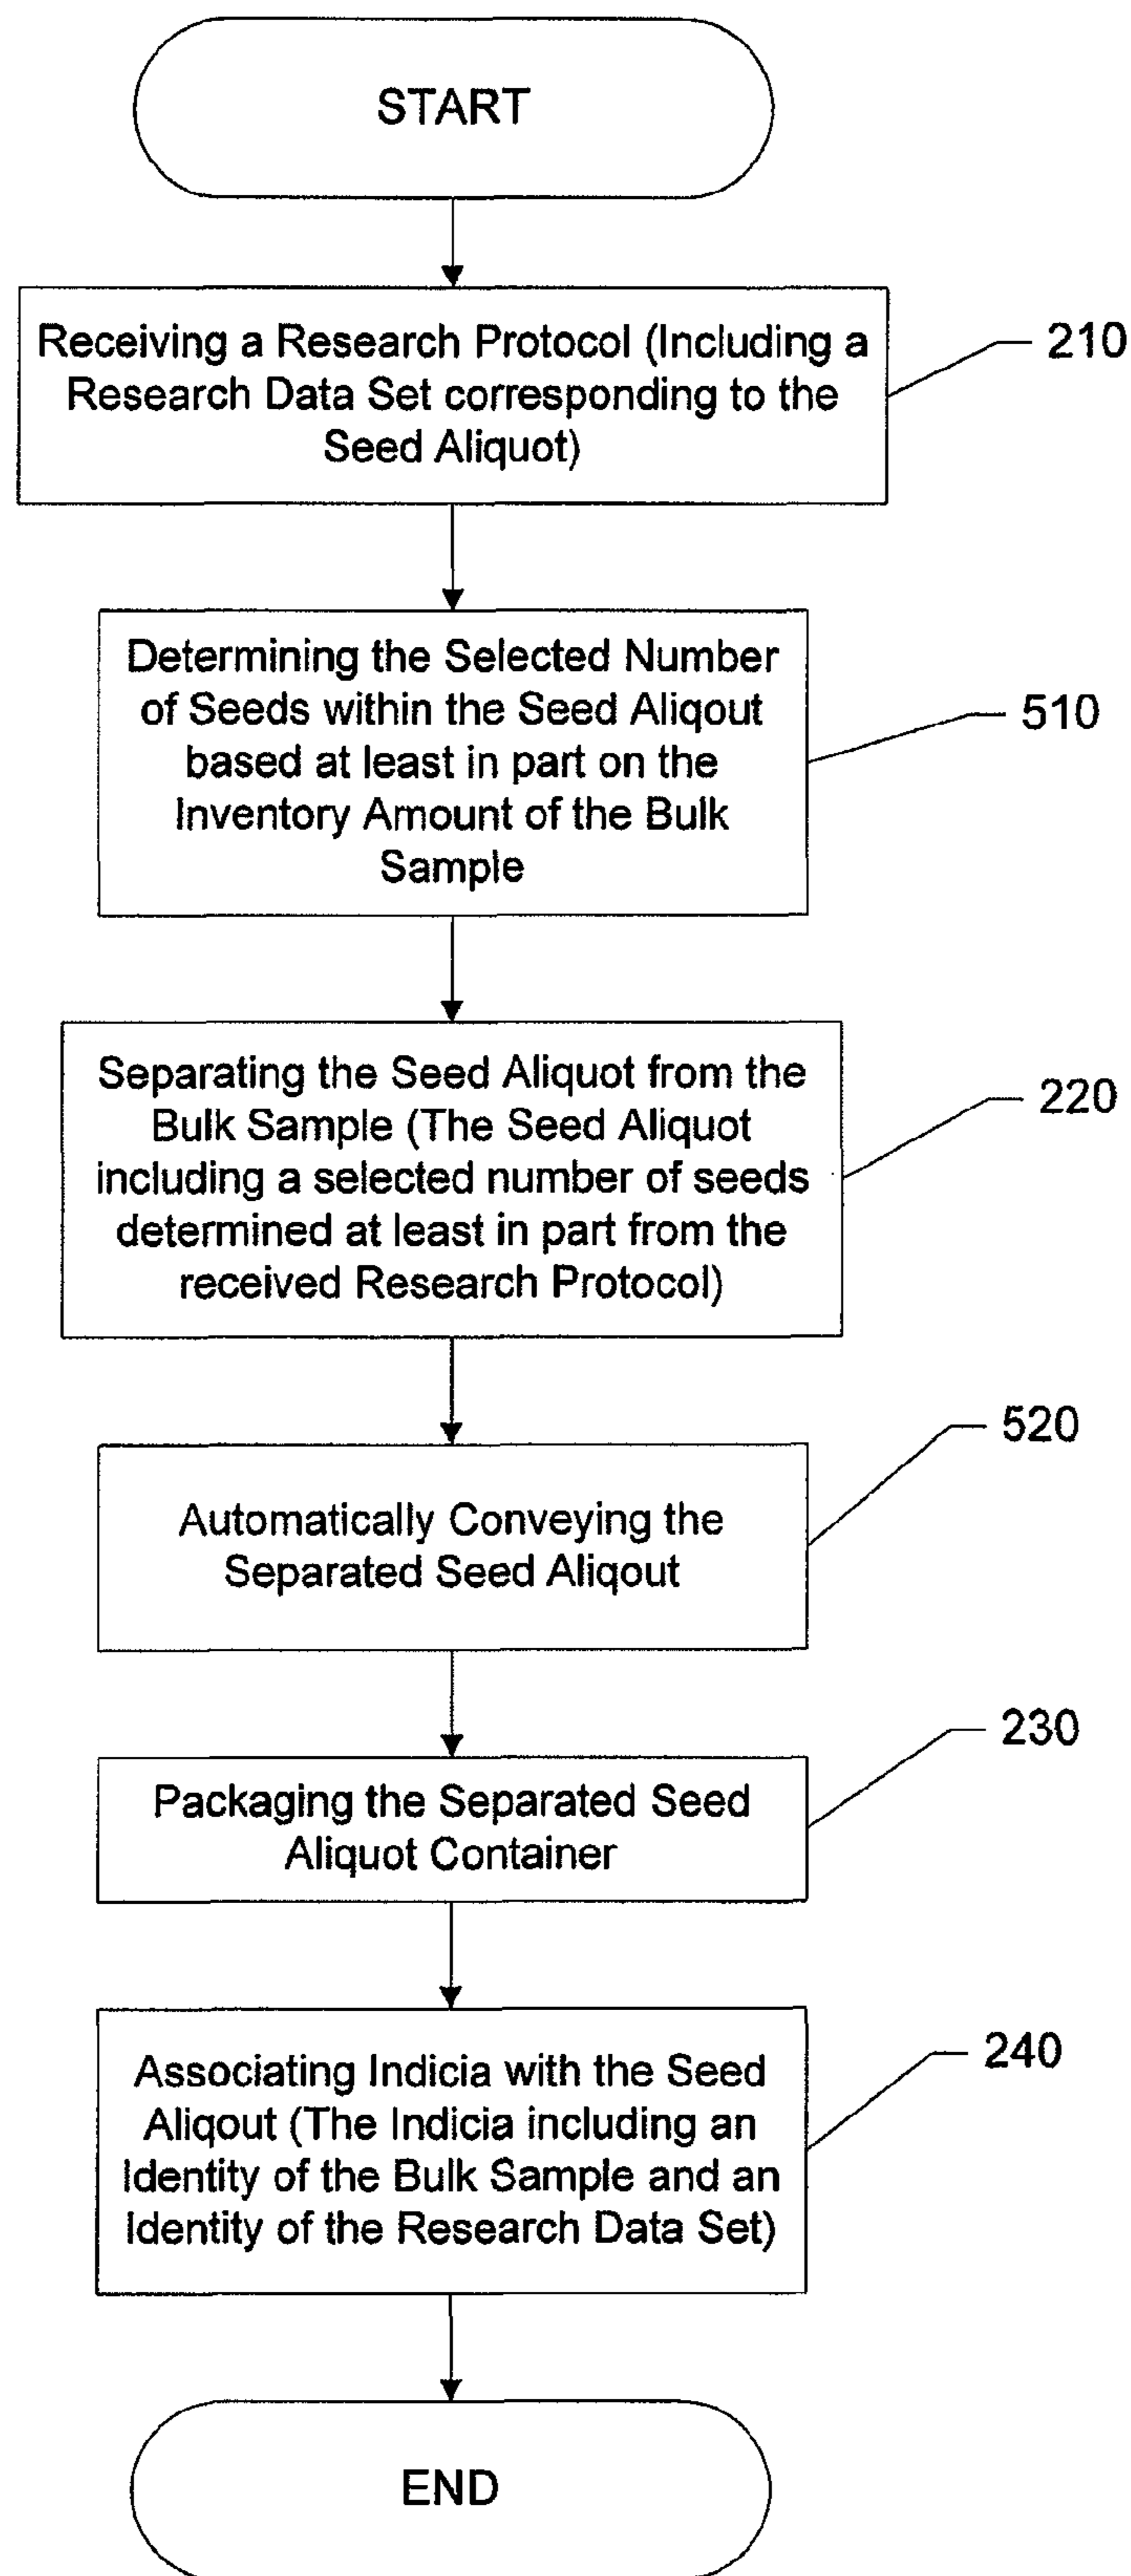 START
Receiving a Research Protocol (Including a
Research Data Set corresponding to the
Seed Aliquot)
210
Determining the Selected Number
of Seeds within the Seed Aliqout
based at least in part on the
Inventory Amount of the Bulk
Sample
510
Separating the Seed Aliquot from the
Bulk Sample (The Seed Aliquot
including a selected number of seeds
determined at least in part from the
received Research Protocol)
220
Automatically Conveying the
Separated Seed Aliqout
520
Packaging the Separated Seed
Aliquot Container
230
Associating Indicia with the Seed
Aliqout (The Indicia including an
Identity of the Bulk Sample and an
Identity of the Research Data Set)
240
END